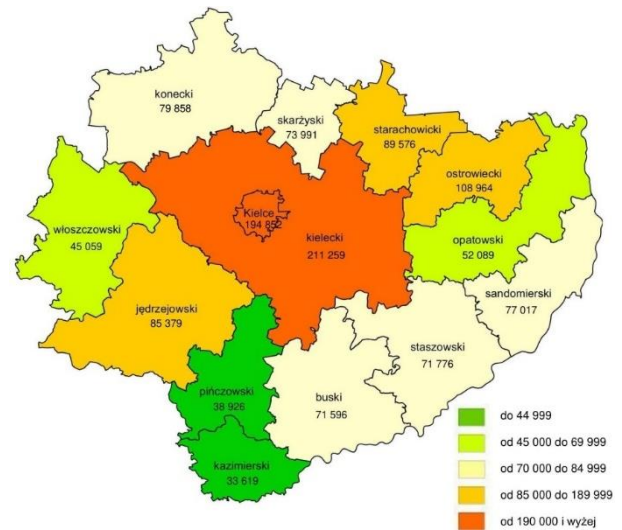 konecki
79 858
skarżyski
73 991
starachowicki
89 576
ostrowiecki
108 964
włoszczowski
45 059
Kielce
194 852
kielecki
211 259
opatowski
52 089
sandomierski
77 017
jędrzejowski
85 379
staszowski
71 776
pińczowski
38 926
buski
71 596
kazimierski
33 619
do 44 999
od 45 000 do 69 999
od 70 000 do 84 999
od 85 000 do 189 999
od 190 000 i wyżej